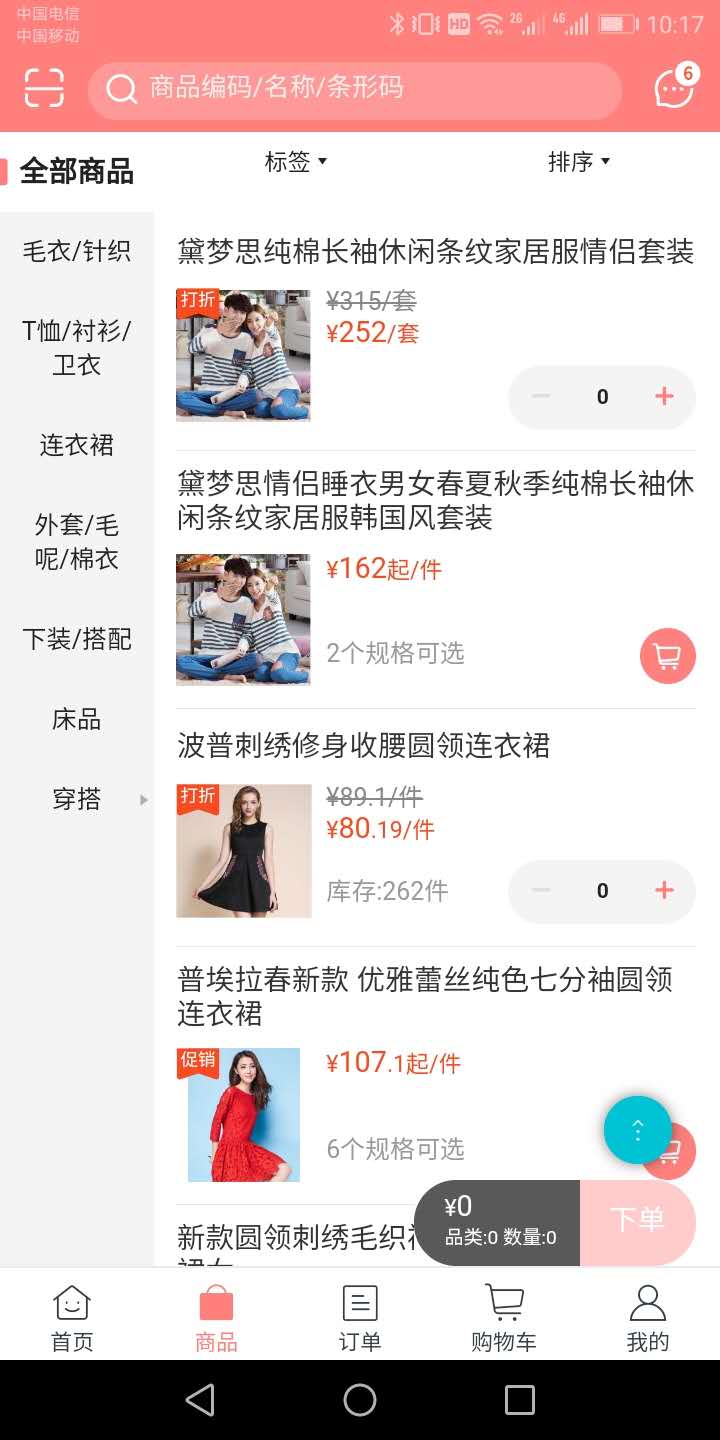 中国电信
中国移动
HD 2G 4G 10:17
商品编码/名称/条形码
6
全部商品
标签
排序
毛衣/针织
T恤/衬衫/
卫衣
连衣裙
外套/毛
呢/棉衣
下装/搭配
床品
穿搭
黛梦思纯棉长袖休闲条纹家居服情侣套装
打折
¥315/套
¥252/套
0
黛梦思情侣睡衣男女春夏秋季纯棉长袖休
闲条纹家居服韩国风套装
¥162起/件
2个规格可选
波普刺绣修身收腰圆领连衣裙
打折
¥89.1/件
¥80.19/件
库存:262件
0
普埃拉春新款 优雅蕾丝纯色七分袖圆领
连衣裙
促销
¥107.1起/件
6个规格可选
新款圆领刺绣毛织
¥0
品类:0 数量:0
下单
首页
商品
订单
购物车
我的